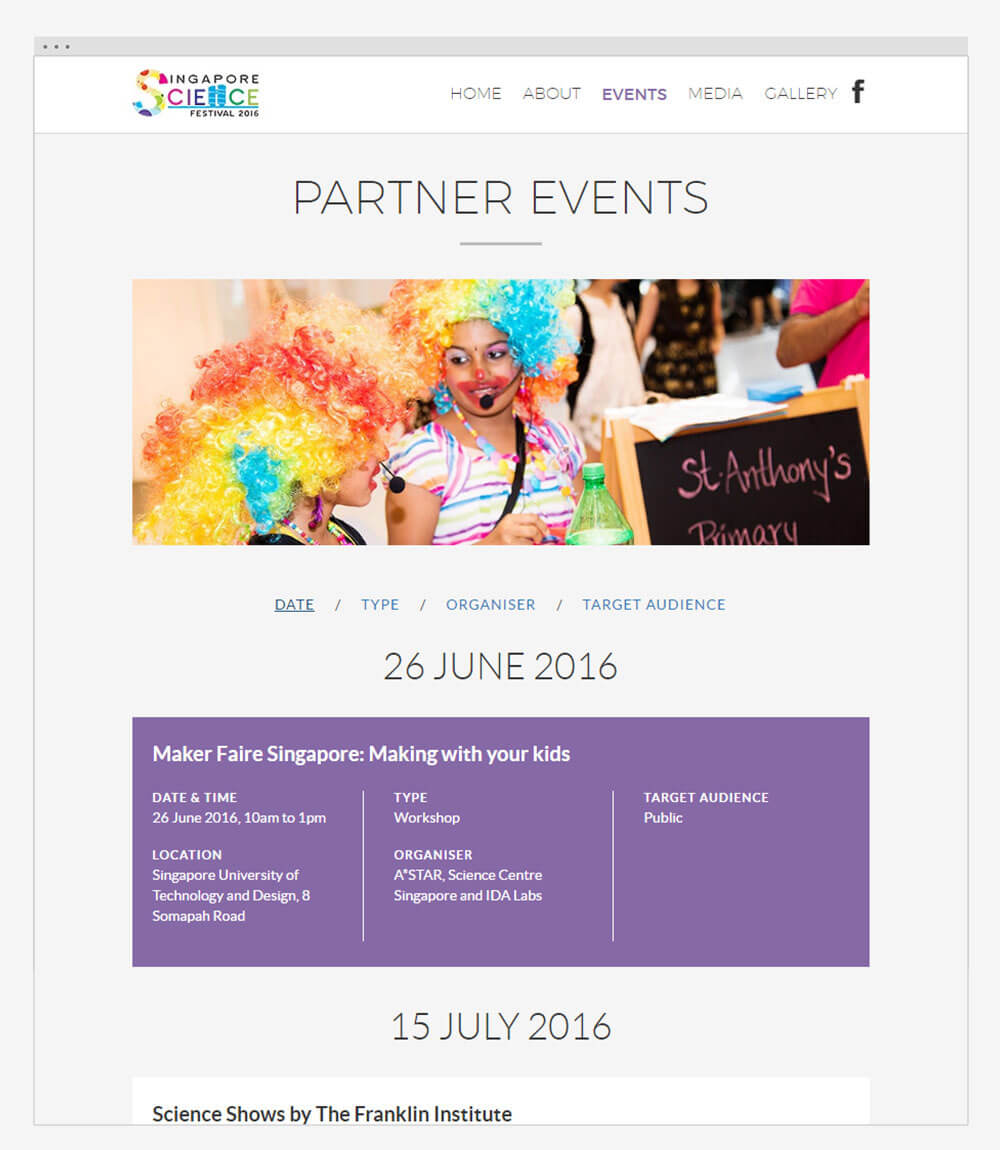 SINGAPORE
SCIENCE
FESTIVAL 2016
HOME ABOUT EVENTS MEDIA GALLERY f
PARTNER EVENTS
St. Anthony's
Primary
DATE / TYPE / ORGANISER / TARGET AUDIENCE
26 JUNE 2016
Maker Faire Singapore: Making with your kids
DATE & TIME
26 June 2016, 10am to 1pm
LOCATION
Singapore University of
Technology and Design, 8
Somapah Road
TYPE
Workshop
ORGANISER
A*STAR, Science Centre
Singapore and IDA Labs
TARGET AUDIENCE
Public
15 JULY 2016
Science Shows by The Franklin Institute